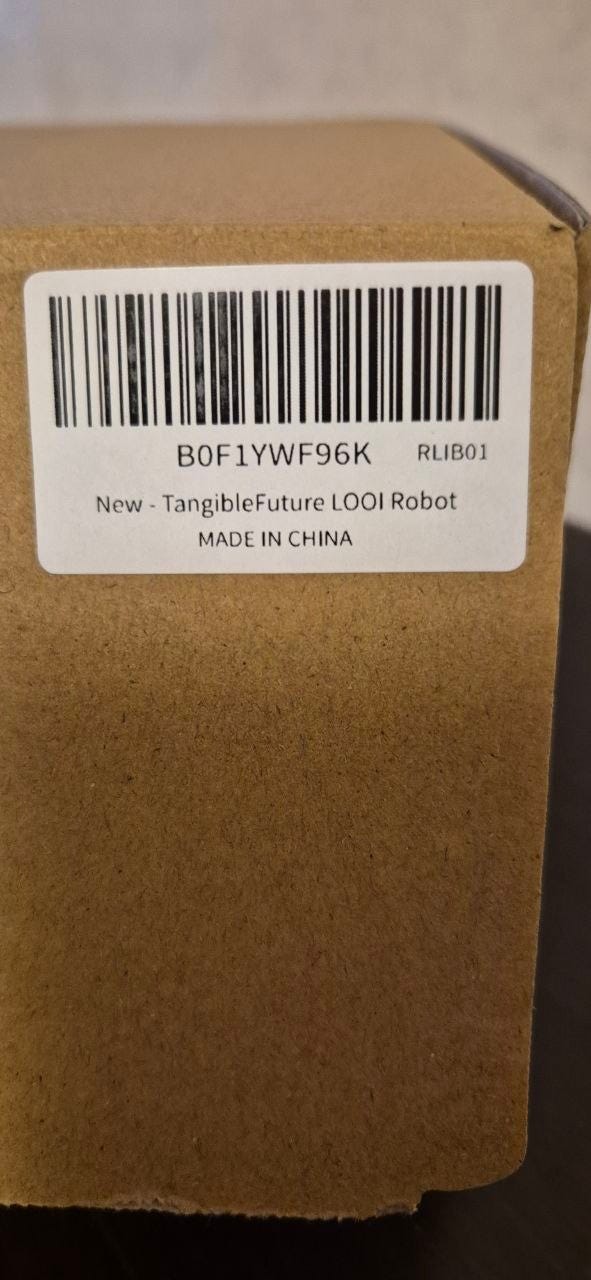 B0F1YWF96K RLIB01
New - TangibleFuture LOOI Robot
MADE IN CHINA